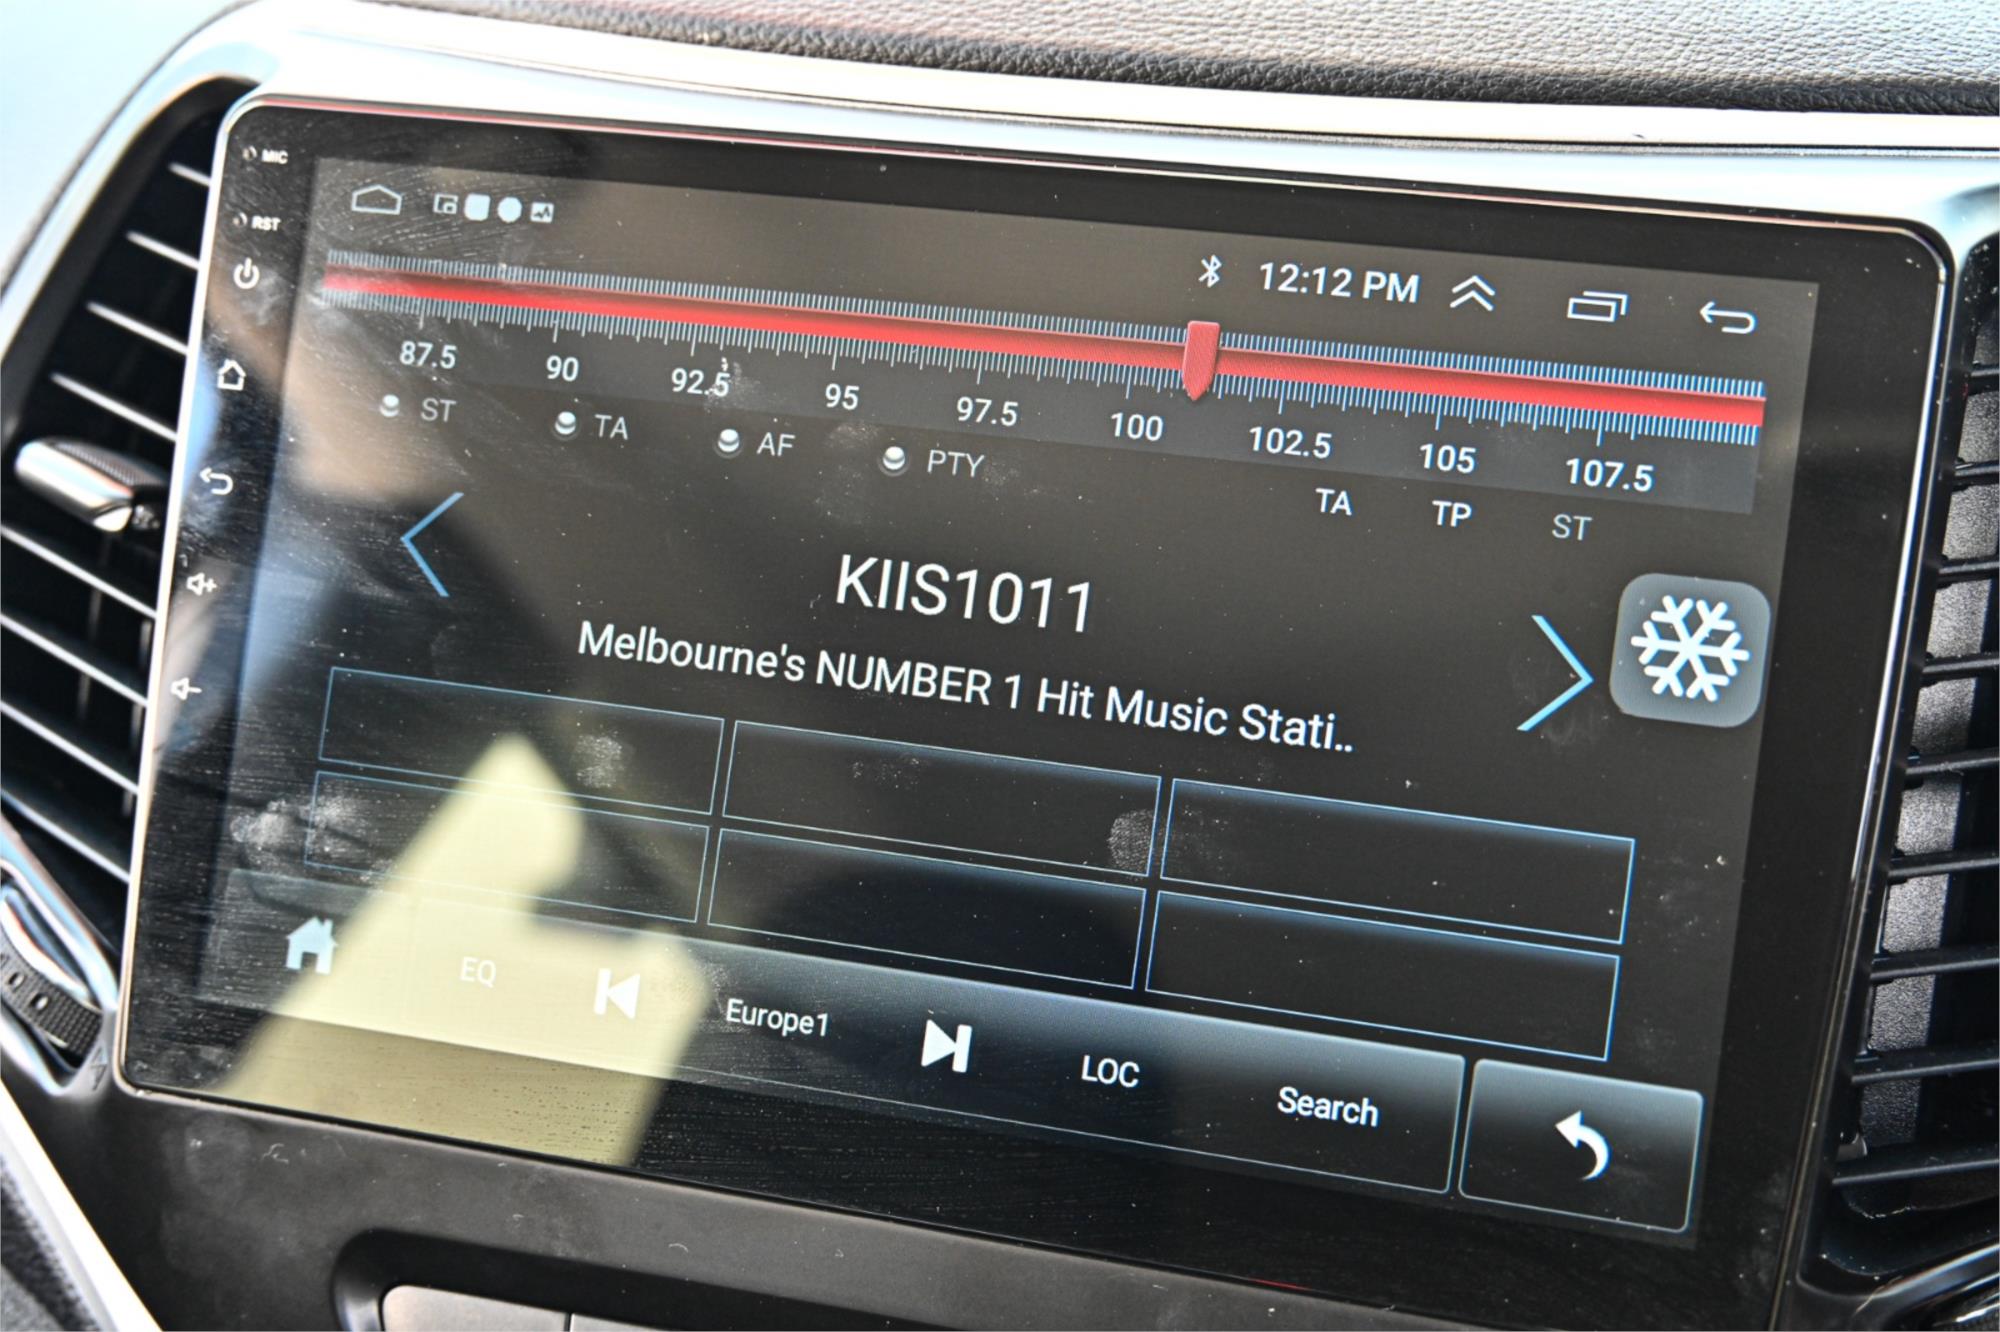 MIC
RST
12:12 PM
87.5 90 92.5 95 97.5 100 102.5 105 107.5
ST TA AF PTY
TA TP ST
KIIS1011
Melbourne's NUMBER 1 Hit Music Stati..
EQ Europe1 LOC Search